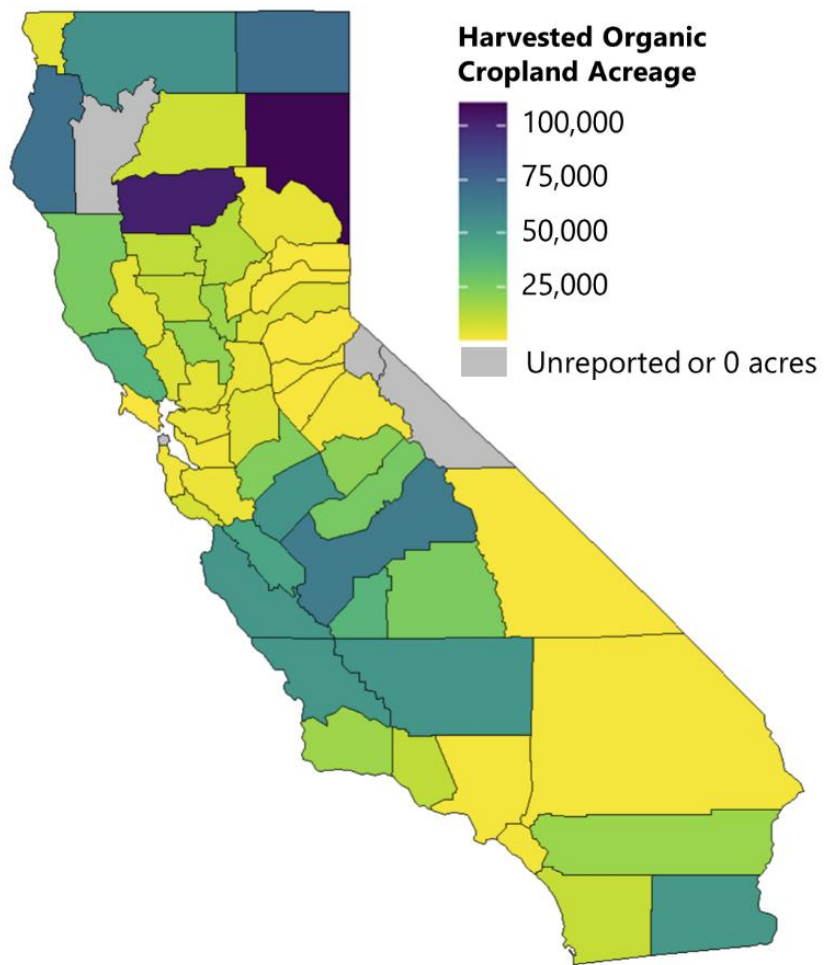 Harvested Organic
Cropland Acreage
100,000
75,000
50,000
25,000
Unreported or 0 acres